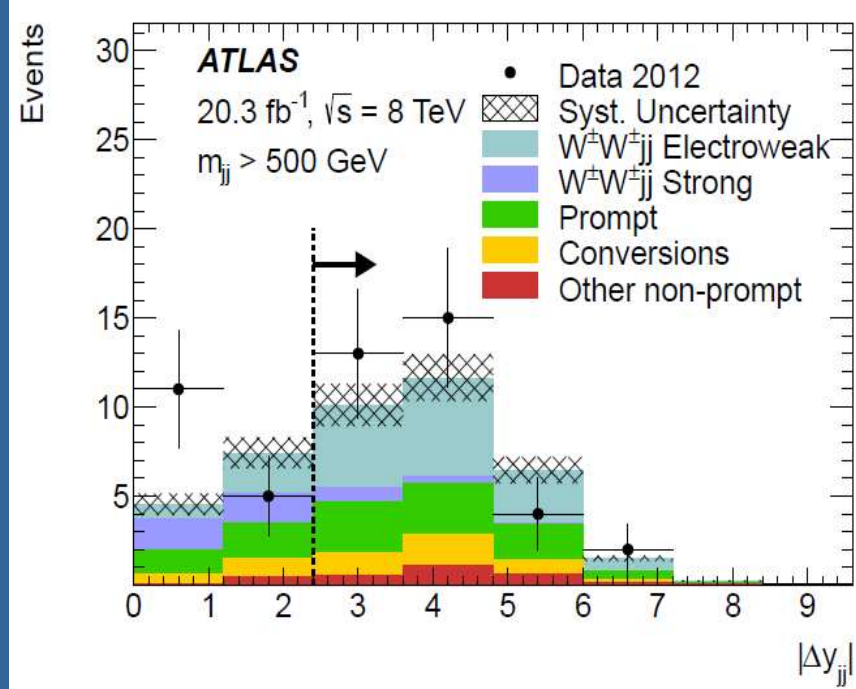 Events
30
25
20
15
10
5
ATLAS
20.3 fb⁻¹, √s = 8 TeV
m_jj > 500 GeV
Data 2012
Syst. Uncertainty
W±W±jj Electroweak
W±W±jj Strong
Prompt
Conversions
Other non-prompt
0 1 2 3 4 5 6 7 8 9
|Δy_jj|